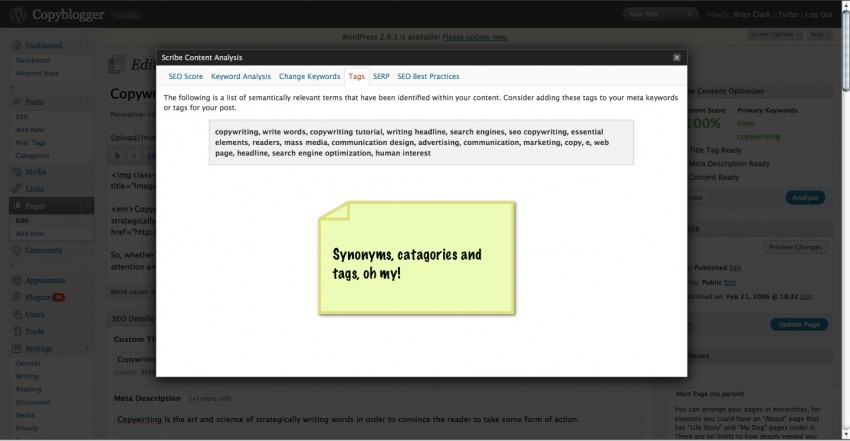 Copyblogger
Visit Site
New Post
Howdy, Brian Clark | Turbo | Log Out
WordPress 2.9.1 is available! Please update now.
Screen Options
Help
Dashboard
Dashboard
Akismet Stats
Posts
Edit
Add New
Post Tags
Categories
Media
Links
Pages
Edit
Add New
Comments
Appearance
Plugins
Users
Tools
Settings
General
Writing
Reading
Discussion
Media
Privacy
Edit
Copy
Permalink:
Upload/Inse
b
i
<img class=
title="Image
<em>Copy
strategically
href="http:/
So, whether
attention an
Word count:
SEO Details
Custom Ti
Copywriting
Scribe Content Analysis
SEO Score Keyword Analysis Change Keywords Tags SERP SEO Best Practices
The following is a list of semantically relevant terms that have been identified within your content. Consider adding these tags to your meta keywords
or tags for your post.
copywriting, write words, copywriting tutorial, writing headline, search engines, seo copywriting, essential
elements, readers, mass media, communication design, advertising, communication, marketing, copy, e, web
page, headline, search engine optimization, human interest
Synonyms, catagories and
tags, oh my!
Meta Description [+] more info
Copywriting is the art and science of strategically writing words in order to convince the reader to take some form of action.
Content Optimizer
Content Score Primary Keywords
100% copy
copywriting
Title Tag Ready
Meta Description Ready
Content Ready
view
Analyze
lish
Preview Changes
Published Edit
Public Edit
ublished on: Feb 21, 2006 @ 18:32 Edit
Update Page
ributes
Main Page (no parent)
You can arrange your pages in hierarchies, for
example you could have an "About" page that
has "Life Story" and "My Dog" pages under it.
There are no limits to how deeply nested you